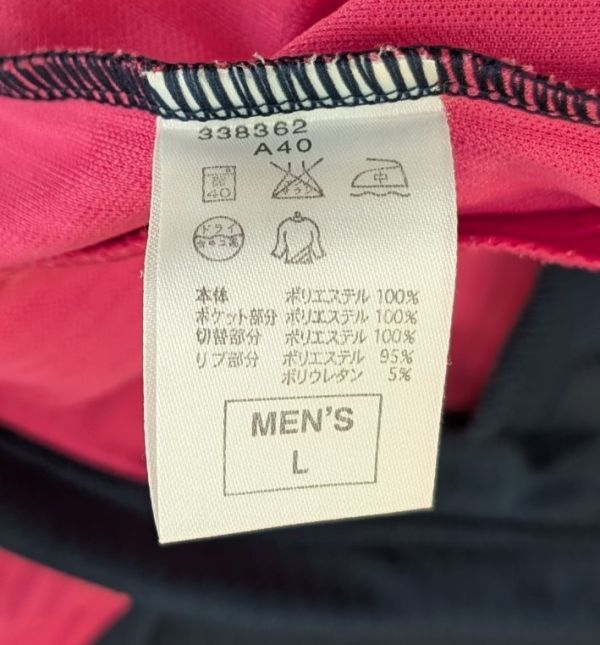 338362
A40
40
中
ドライ
本体 ポリエステル 100%
ポケット部分 ポリエステル 100%
切替部分 ポリエステル 100%
リブ部分 ポリエステル 95%
ポリウレタン 5%
MEN'S
L